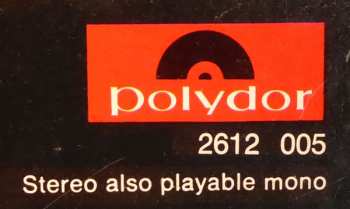 polydor
2612 005
Stereo also playable mono